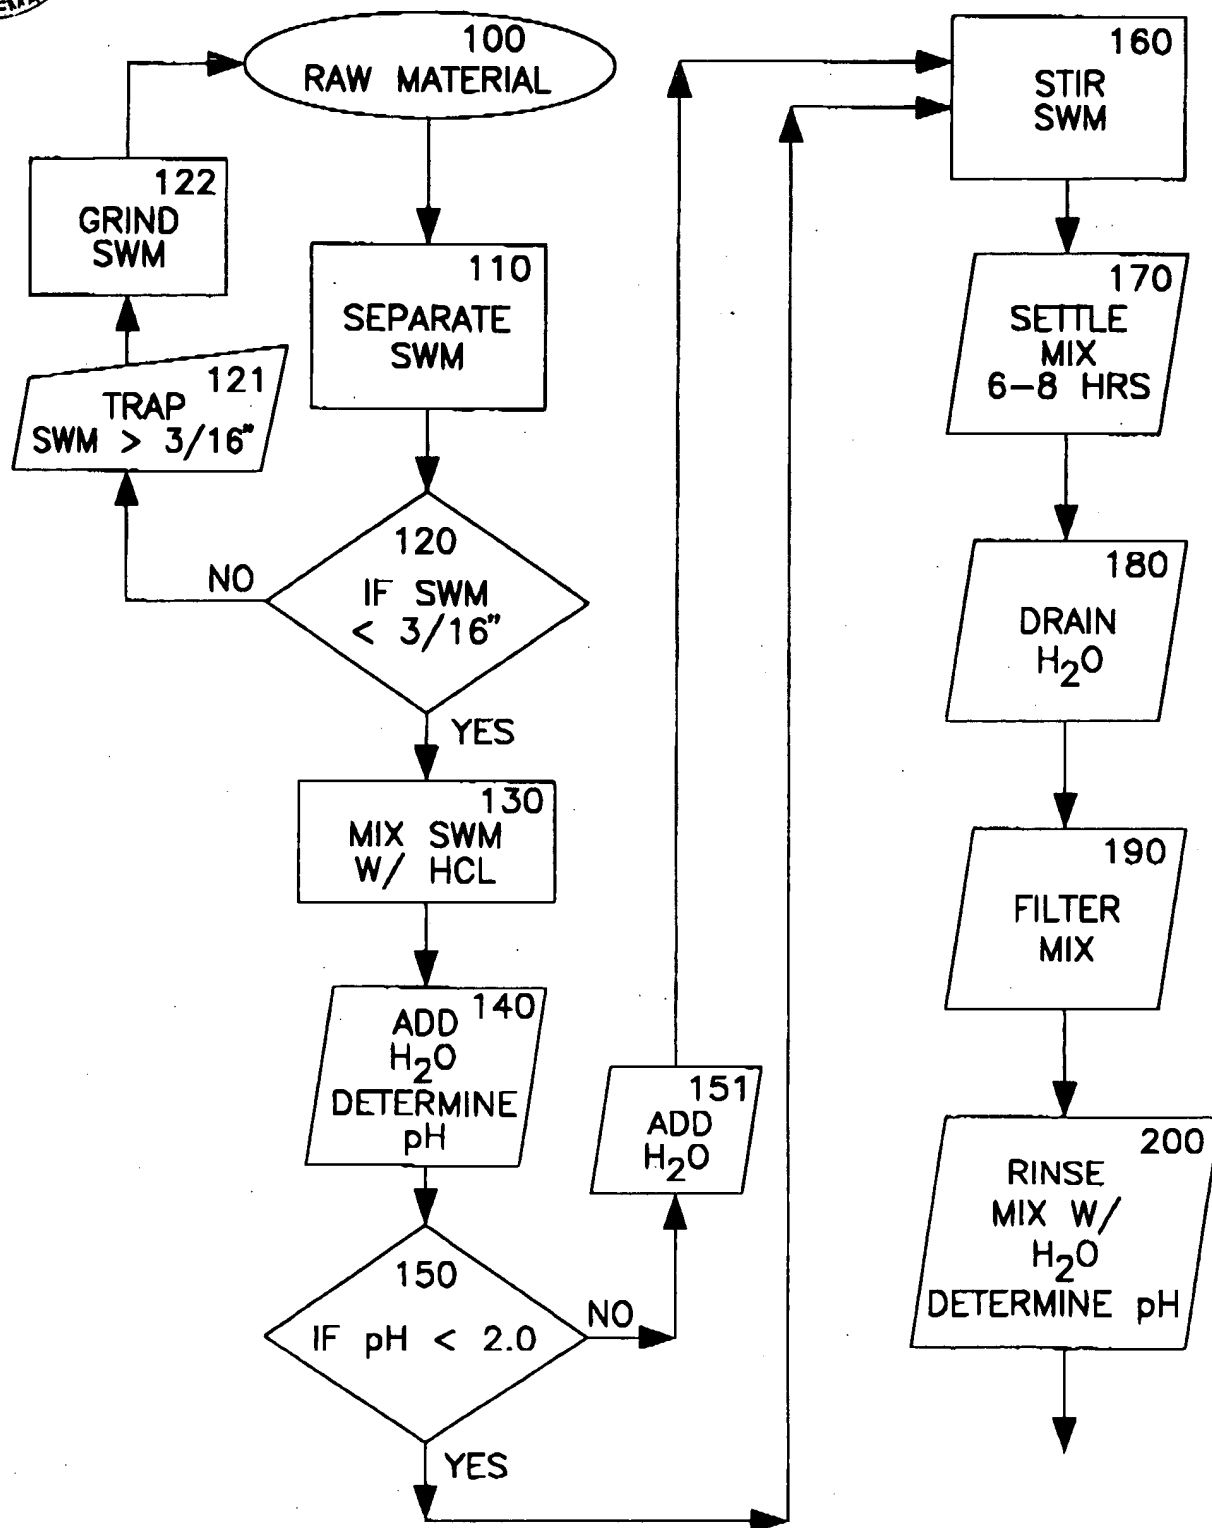 100
RAW MATERIAL
122
GRIND
SWM
110
SEPARATE
SWM
121
TRAP
SWM > 3/16"
120
IF SWM
< 3/16"
NO
YES
130
MIX SWM
W/ HCL
140
ADD
H₂O
DETERMINE
pH
150
IF pH < 2.0
NO
YES
151
ADD
H₂O
160
STIR
SWM
170
SETTLE
MIX
6-8 HRS
180
DRAIN
H₂O
190
FILTER
MIX
200
RINSE
MIX W/
H₂O
DETERMINE pH